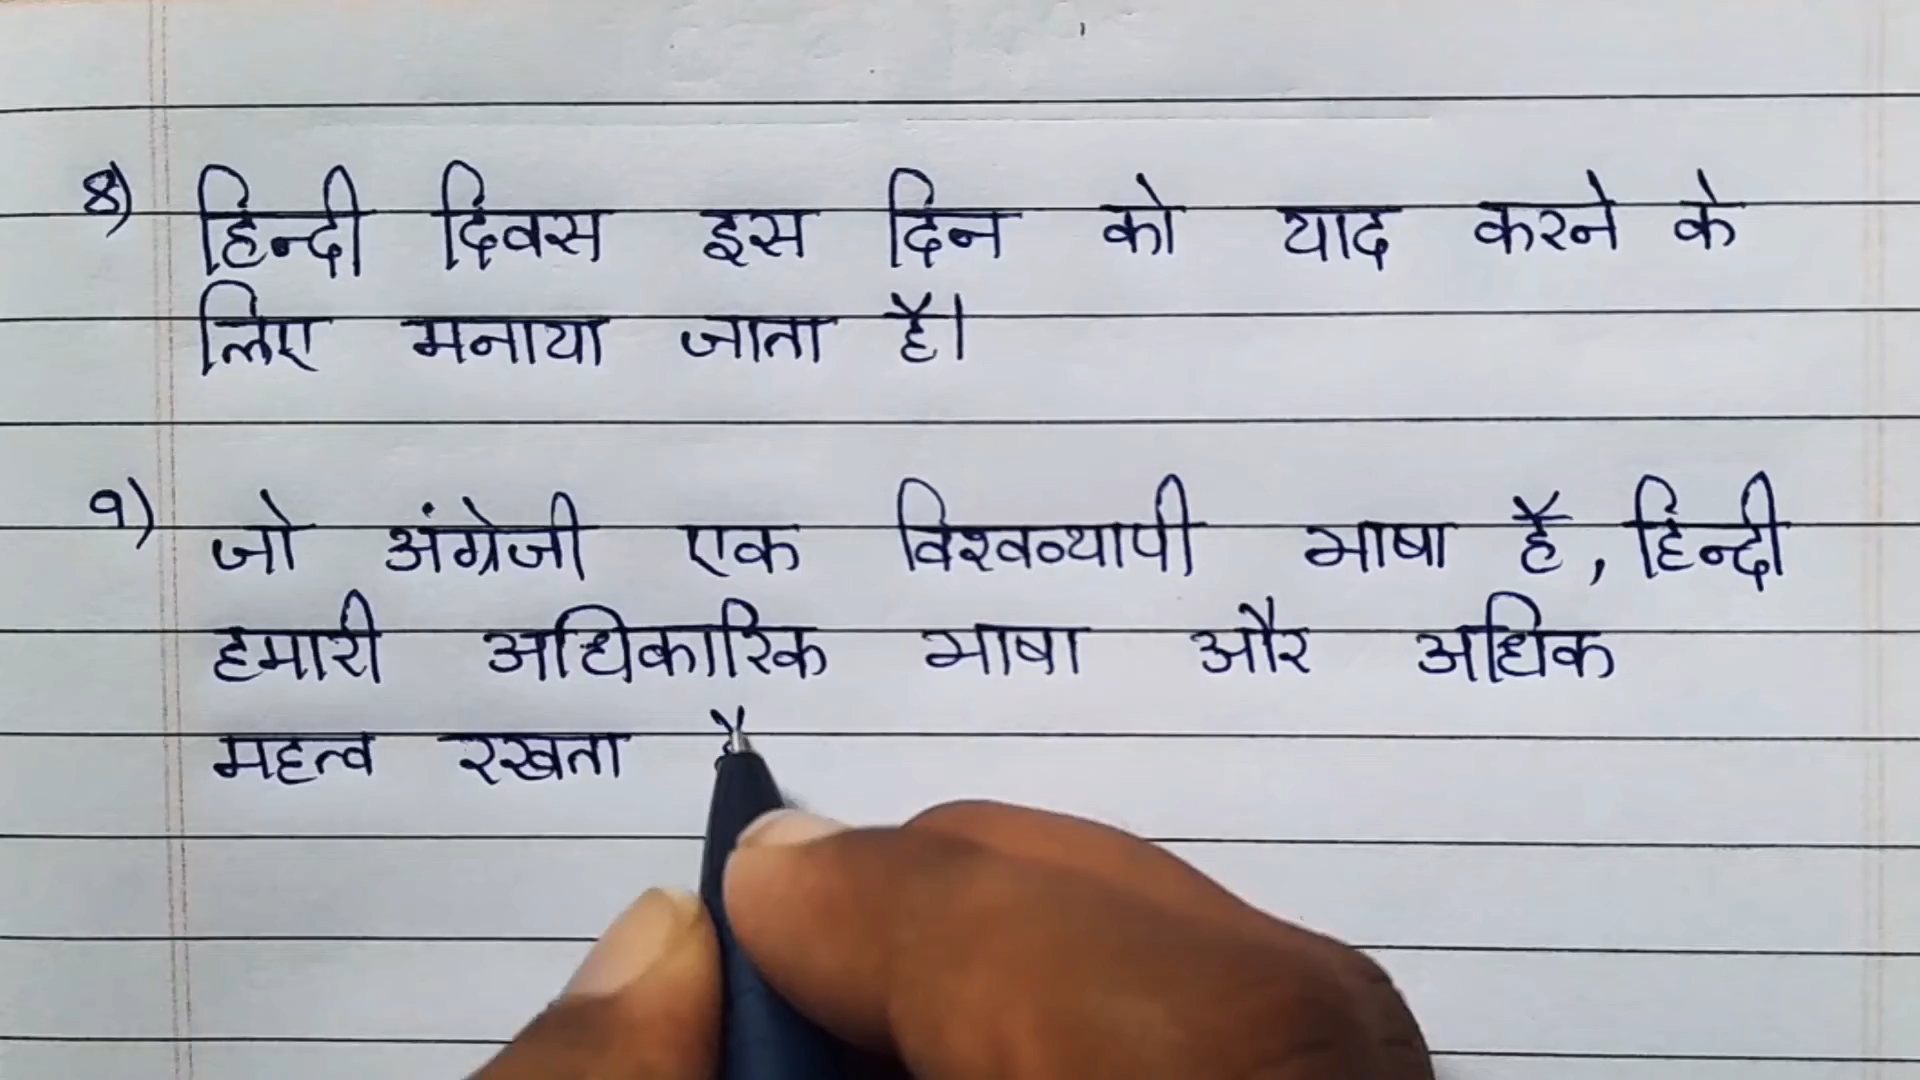 8) हिन्दी दिवस इस दिन को याद करने के
लिए मनाया जाता है।
9) जो अंग्रेजी एक विश्वव्यापी भाषा है, हिन्दी
हमारी अधिकारिक भाषा और अधिक
महत्व रखता